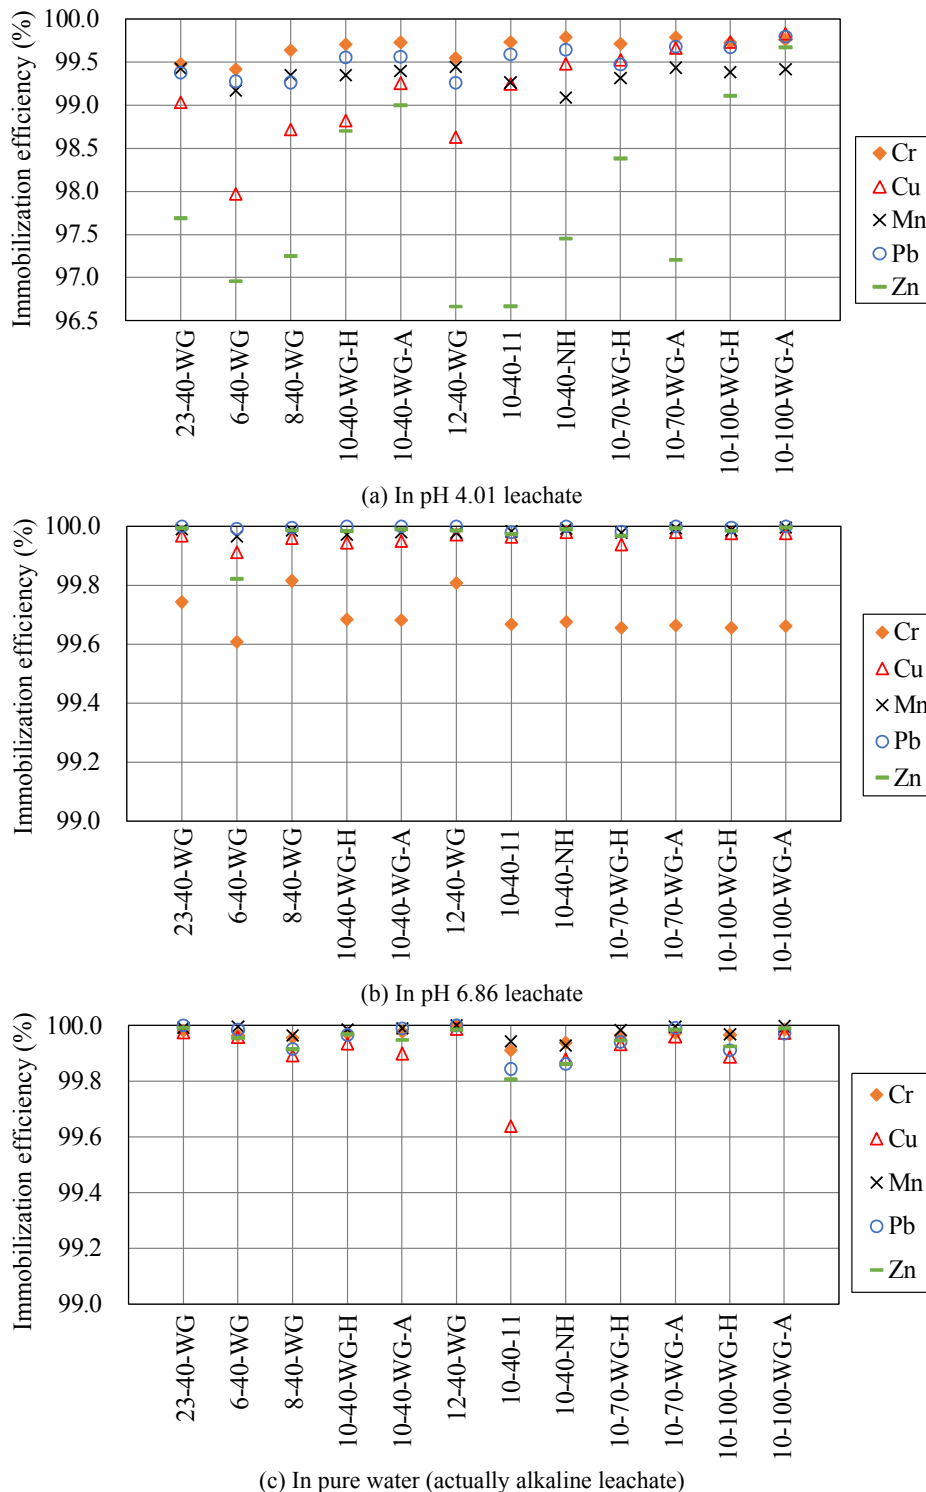 Immobilization efficiency (%)
100.0
99.5
99.0
98.5
98.0
97.5
97.0
96.5
23-40-WG
6-40-WG
8-40-WG
10-40-WG-H
10-40-WG-A
12-40-WG
10-40-11
10-40-NH
10-70-WG-H
10-70-WG-A
10-100-WG-H
10-100-WG-A
Cr
Cu
Mn
Pb
Zn
(a) In pH 4.01 leachate
Immobilization efficiency (%)
100.0
99.8
99.6
99.4
99.2
99.0
23-40-WG
6-40-WG
8-40-WG
10-40-WG-H
10-40-WG-A
12-40-WG
10-40-11
10-40-NH
10-70-WG-H
10-70-WG-A
10-100-WG-H
10-100-WG-A
Cr
Cu
Mn
Pb
Zn
(b) In pH 6.86 leachate
Immobilization efficiency (%)
100.0
99.8
99.6
99.4
99.2
99.0
23-40-WG
6-40-WG
8-40-WG
10-40-WG-H
10-40-WG-A
12-40-WG
10-40-11
10-40-NH
10-70-WG-H
10-70-WG-A
10-100-WG-H
10-100-WG-A
Cr
Cu
Mn
Pb
Zn
(c) In pure water (actually alkaline leachate)